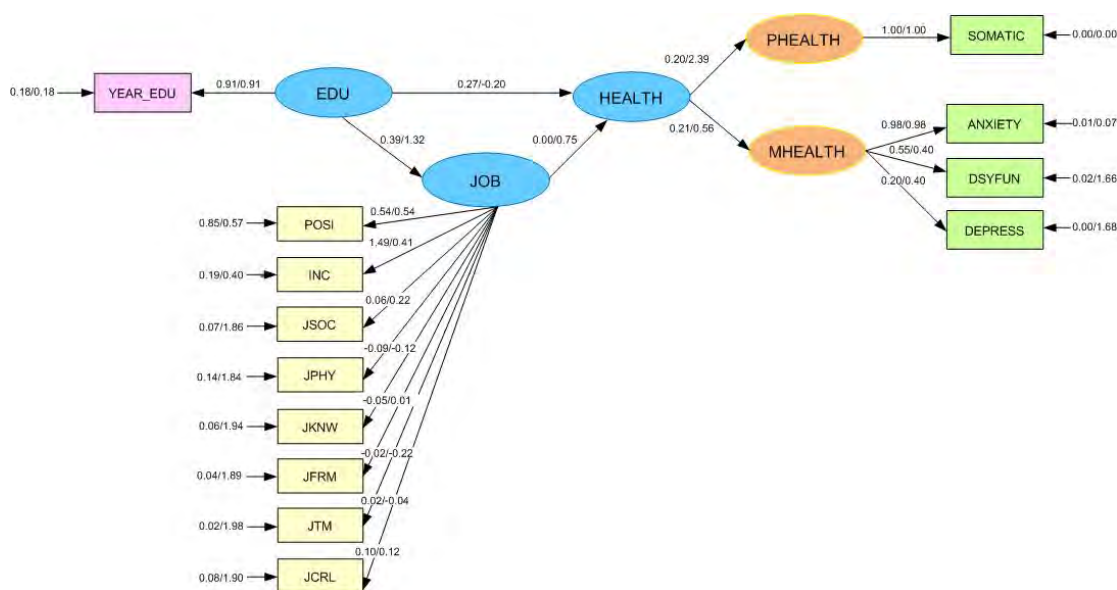 PHEALTH
1.00/1.00
SOMATIC
0.00/0.00
0.20/2.39
0.18/0.18
YEAR_EDU
0.91/0.91
EDU
0.27/-0.20
HEALTH
0.21/0.56
MHEALTH
0.98/0.98
ANXIETY
-0.01/0.07
0.55/0.40
DSYFUN
0.02/1.66
0.20/0.40
DEPRESS
0.00/1.68
0.39/1.32
0.00/0.75
JOB
0.85/0.57
POSI
0.54/0.54
0.19/0.40
INC
1.49/0.41
0.07/1.86
JSOC
0.06/0.22
0.14/1.84
JPHY
-0.09/-0.12
0.06/1.94
JKNW
-0.05/0.01
0.04/1.89
JFRM
-0.02/-0.22
0.02/1.98
JTM
0.02/-0.04
0.08/1.90
JCRL
0.10/0.12